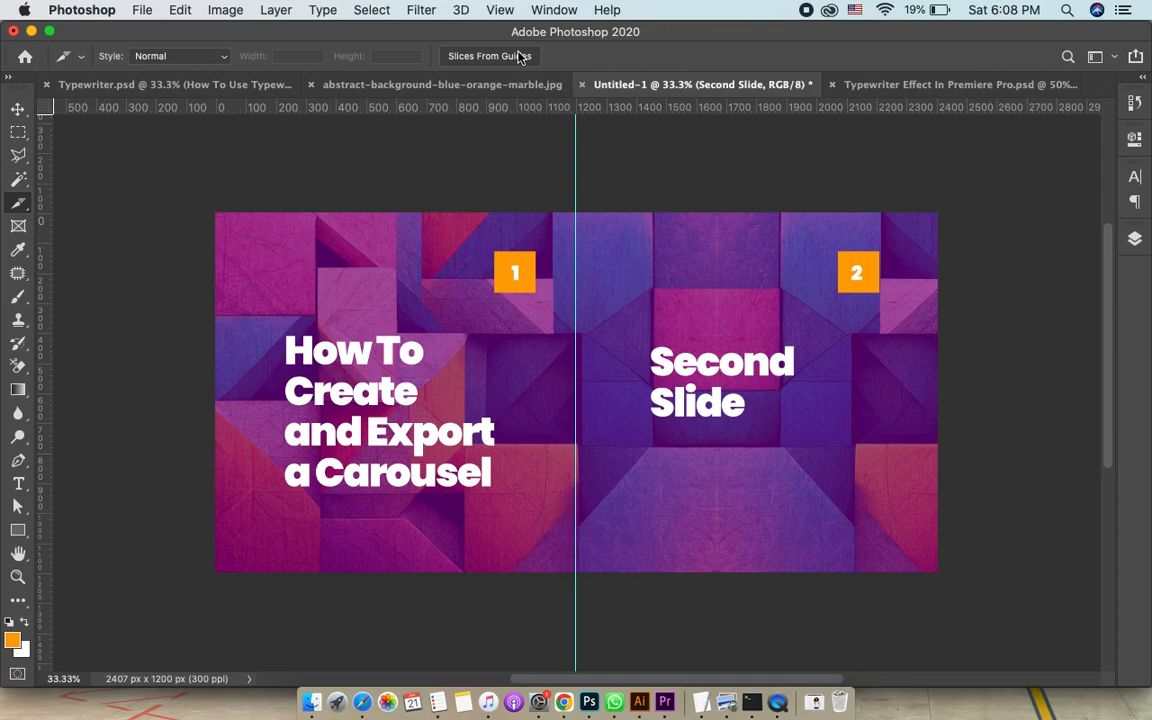 Photoshop File Edit Image Layer Type Select Filter 3D View Window Help 19% Sat 6:08 PM
Adobe Photoshop 2020
Style: Normal Width: Height: Slices From Guides
Typewriter.psd @ 33.3% (How To Use Typew... abstract-background-blue-orange-marble.jpg Untitled-1 @ 33.3% (Second Slide, RGB/8) * Typewriter Effect In Premiere Pro.psd @ 50%...
500 400 300 200 100 0 100 200 300 400 500 600 700 800 900 1000 1100 1200 1300 1400 1500 1600 1700 1800 1900 2000 2100 2200 2300 2400 2500 2600 2700 2800 29
1
2
How To
Create
and Export
a Carousel
Second
Slide
33.33% 2407 px x 1200 px (300 ppi)
21
Ps Ai Pr